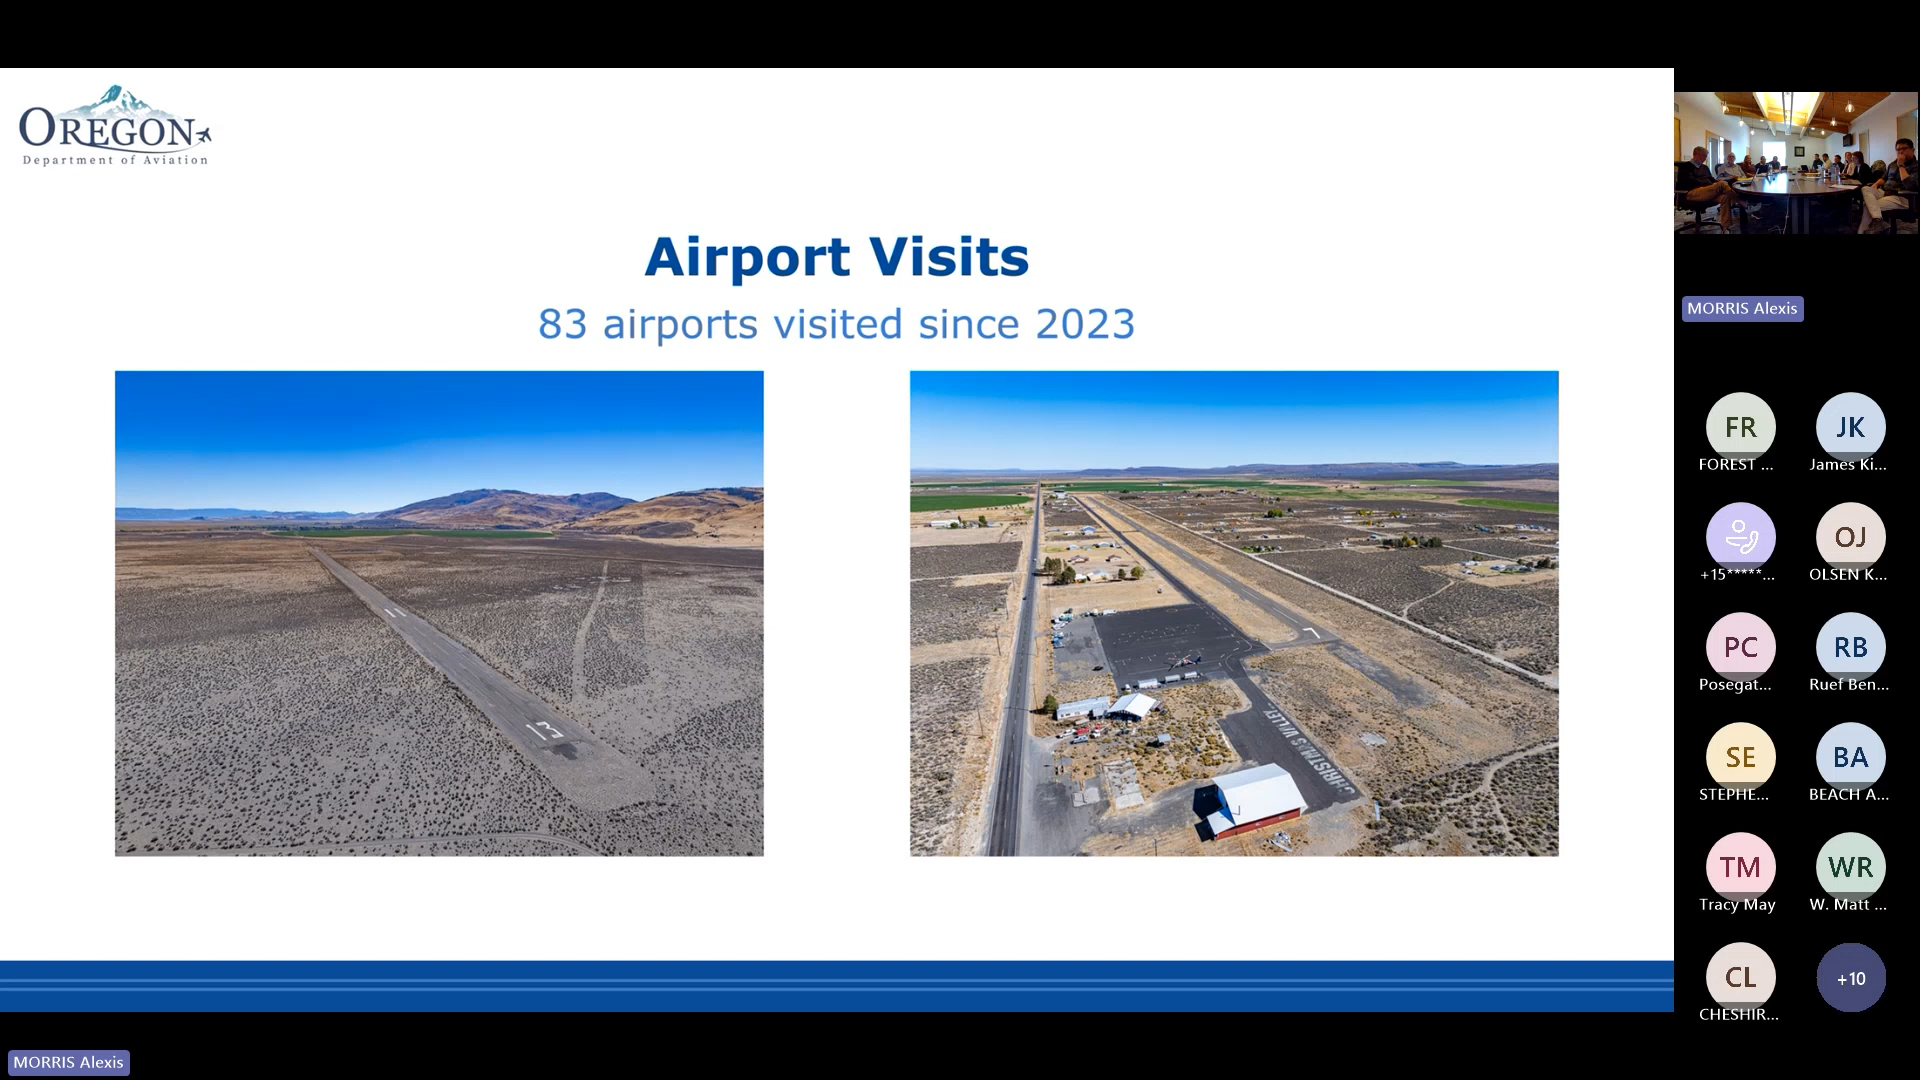 OREGON
Department of Aviation
Airport Visits
83 airports visited since 2023
CHRISTMAS VALLEY
MORRIS Alexis
FR
FOREST ...
JK
James Ki...
+15*****...
OJ
OLSEN K...
PC
Posegat...
RB
Ruef Ben...
SE
STEPHE...
BA
BEACH A...
TM
Tracy May
WR
W. Matt ...
CL
CHESHIR...
+10
MORRIS Alexis